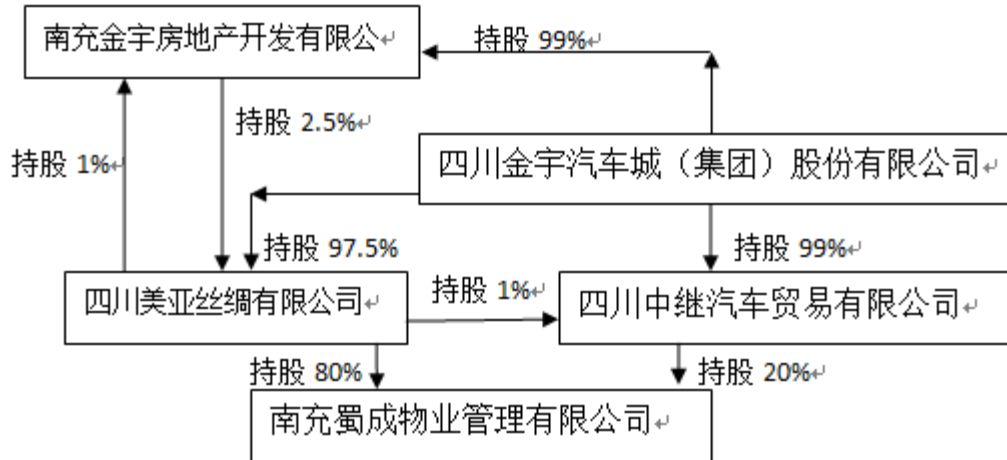 南充金宇房地产开发有限公
持股 99%
持股 2.5%
持股 1%
四川金宇汽车城（集团）股份有限公司
持股 97.5%
持股 99%
四川美亚丝绸有限公司
持股 1%
四川中继汽车贸易有限公司
持股 80%
持股 20%
南充蜀成物业管理有限公司